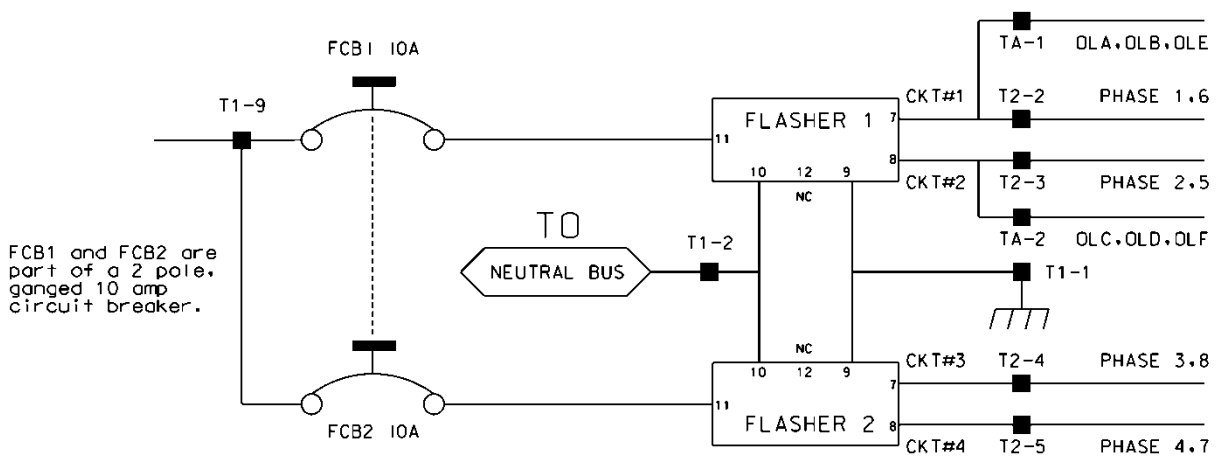 FCB1 10A
T1-9
FCB1 and FCB2 are
part of a 2 pole,
ganged 10 amp
circuit breaker.
FCB2 10A
TO
NEUTRAL BUS
T1-2
11
FLASHER 1
7
8
10 12 9
NC
CKT#1
CKT#2
TA-1 OLA,OLB,OLE
T2-2 PHASE 1,6
T2-3 PHASE 2,5
TA-2 OLC,OLD,OLF
T1-1
NC
10 12 9
11
FLASHER 2
7
8
CKT#3 T2-4 PHASE 3,8
CKT#4 T2-5 PHASE 4,7